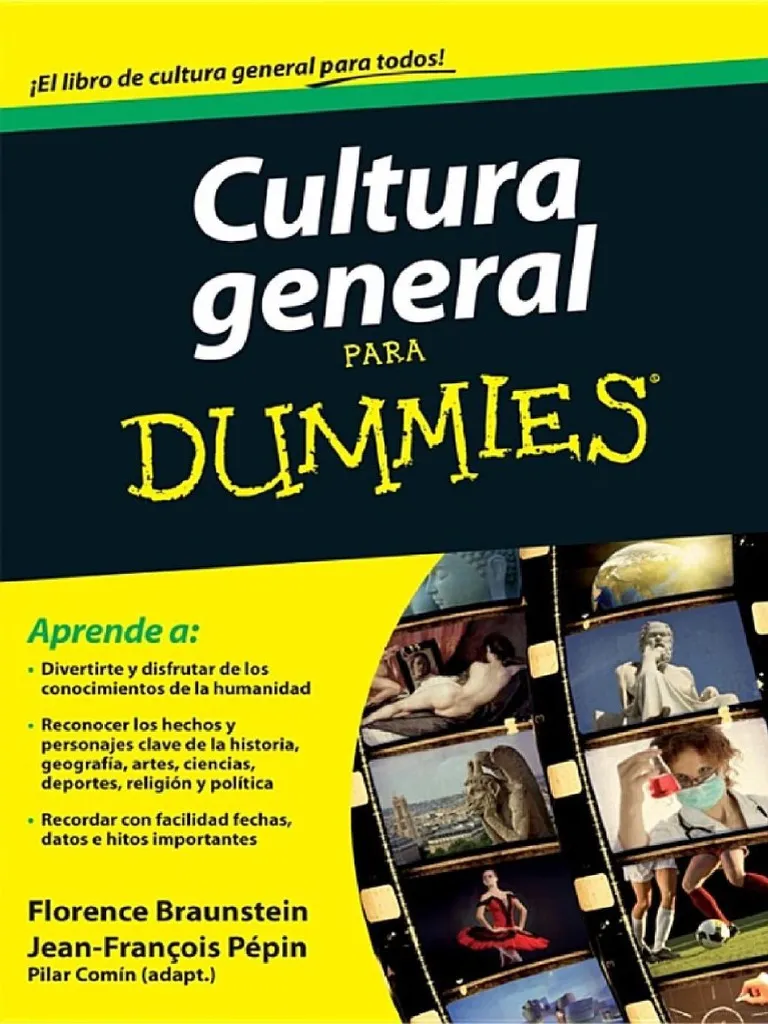 ¡El libro de cultura general para todos!
Cultura
general
PARA
DUMMIES®
Aprende a:
• Divertirte y disfrutar de los
conocimientos de la humanidad
• Reconocer los hechos y
personajes clave de la historia,
geografía, artes, ciencias,
deportes, religión y política
• Recordar con facilidad fechas,
datos e hitos importantes
Florence Braunstein
Jean-François Pépin
Pilar Comín (adapt.)